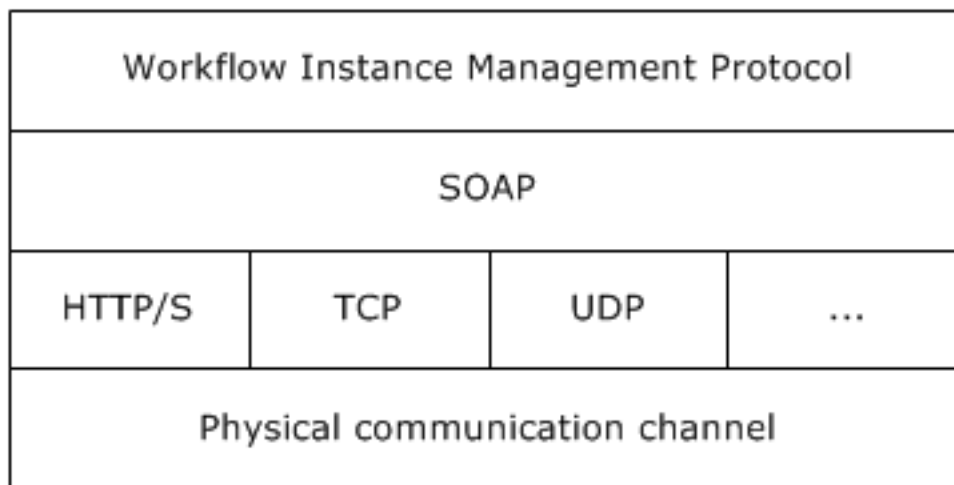 Workflow Instance Management Protocol
SOAP
HTTP/S TCP UDP ...
Physical communication channel